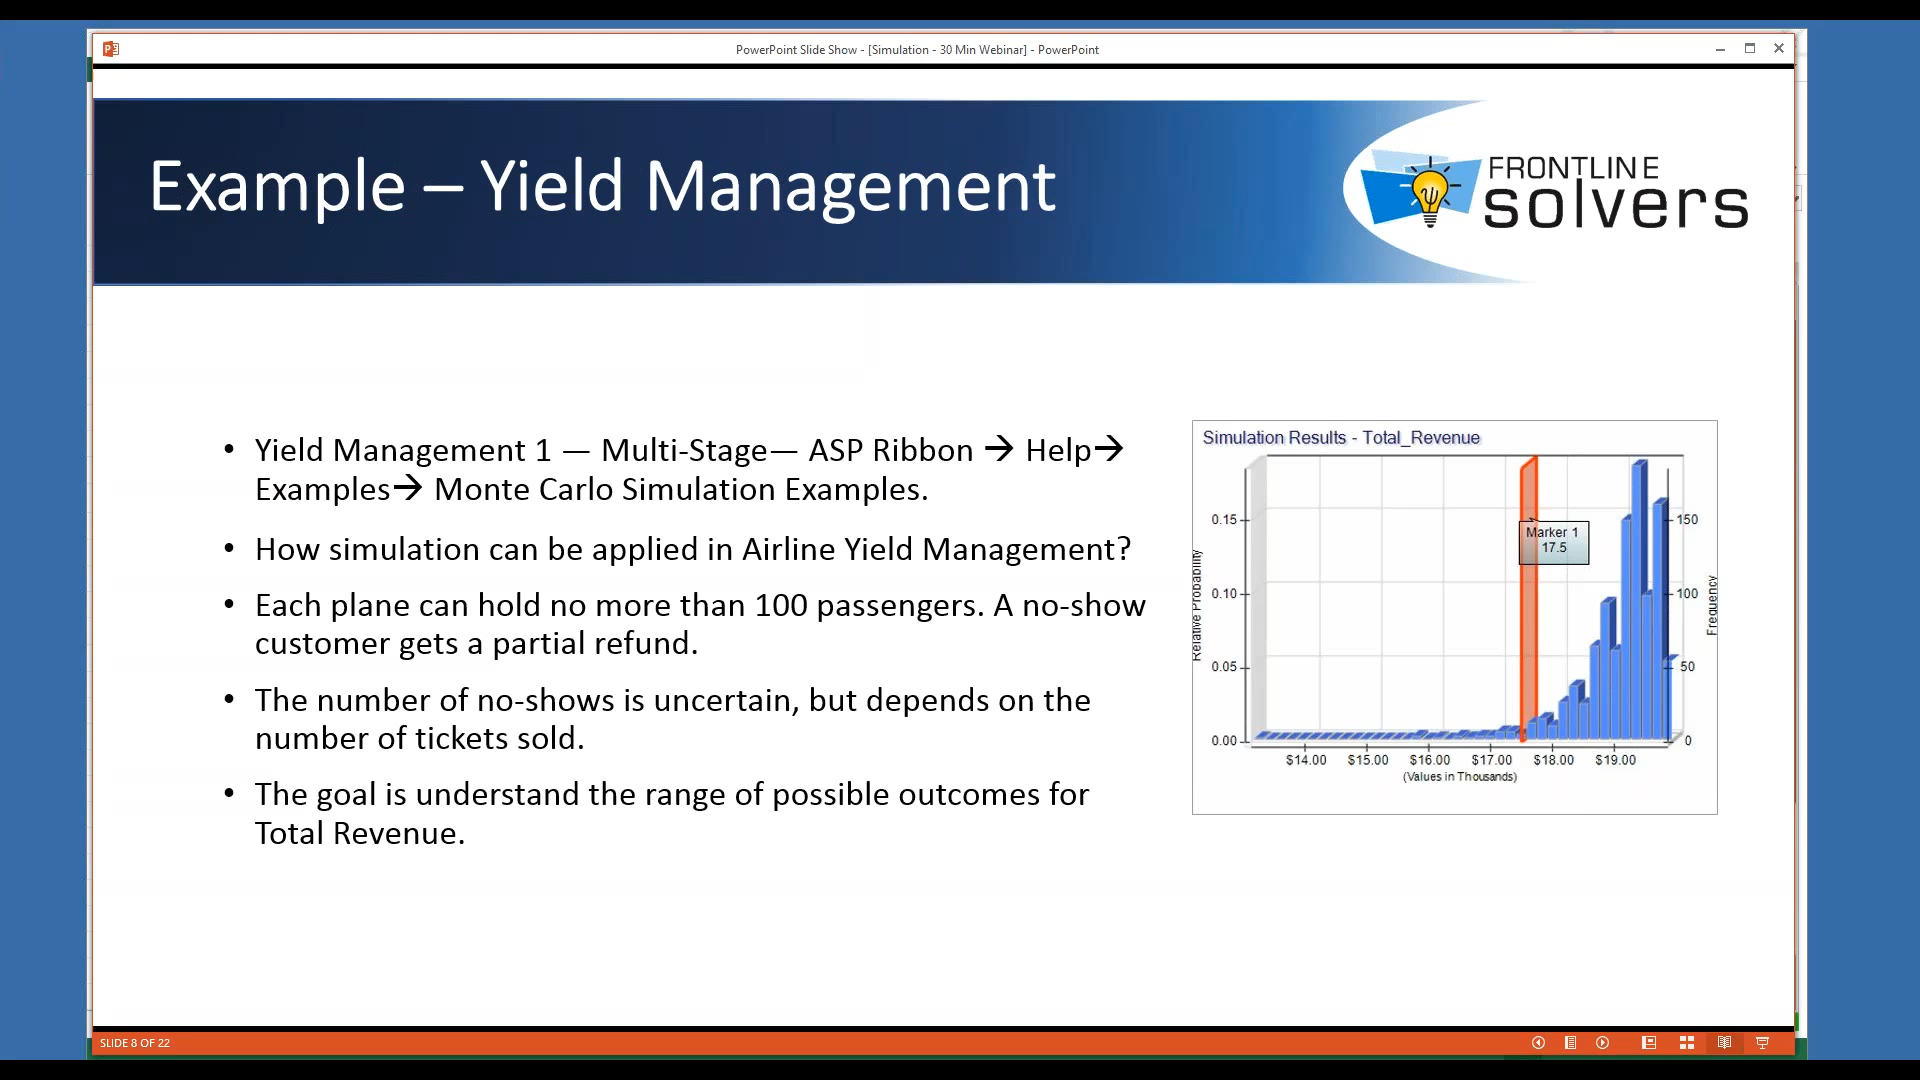 PowerPoint Slide Show - [Simulation - 30 Min Webinar] - PowerPoint
Example – Yield Management
FRONTLINE
solvers
• Yield Management 1 — Multi-Stage— ASP Ribbon → Help→
Examples→ Monte Carlo Simulation Examples.
• How simulation can be applied in Airline Yield Management?
• Each plane can hold no more than 100 passengers. A no-show
customer gets a partial refund.
• The number of no-shows is uncertain, but depends on the
number of tickets sold.
• The goal is understand the range of possible outcomes for
Total Revenue.
Simulation Results - Total_Revenue
Relative Probability
0.15
0.10
0.05
0.00
Marker 1
17.5
150
100
50
0
Frequency
$14.00 $15.00 $16.00 $17.00 $18.00 $19.00
(Values in Thousands)
SLIDE 8 OF 22